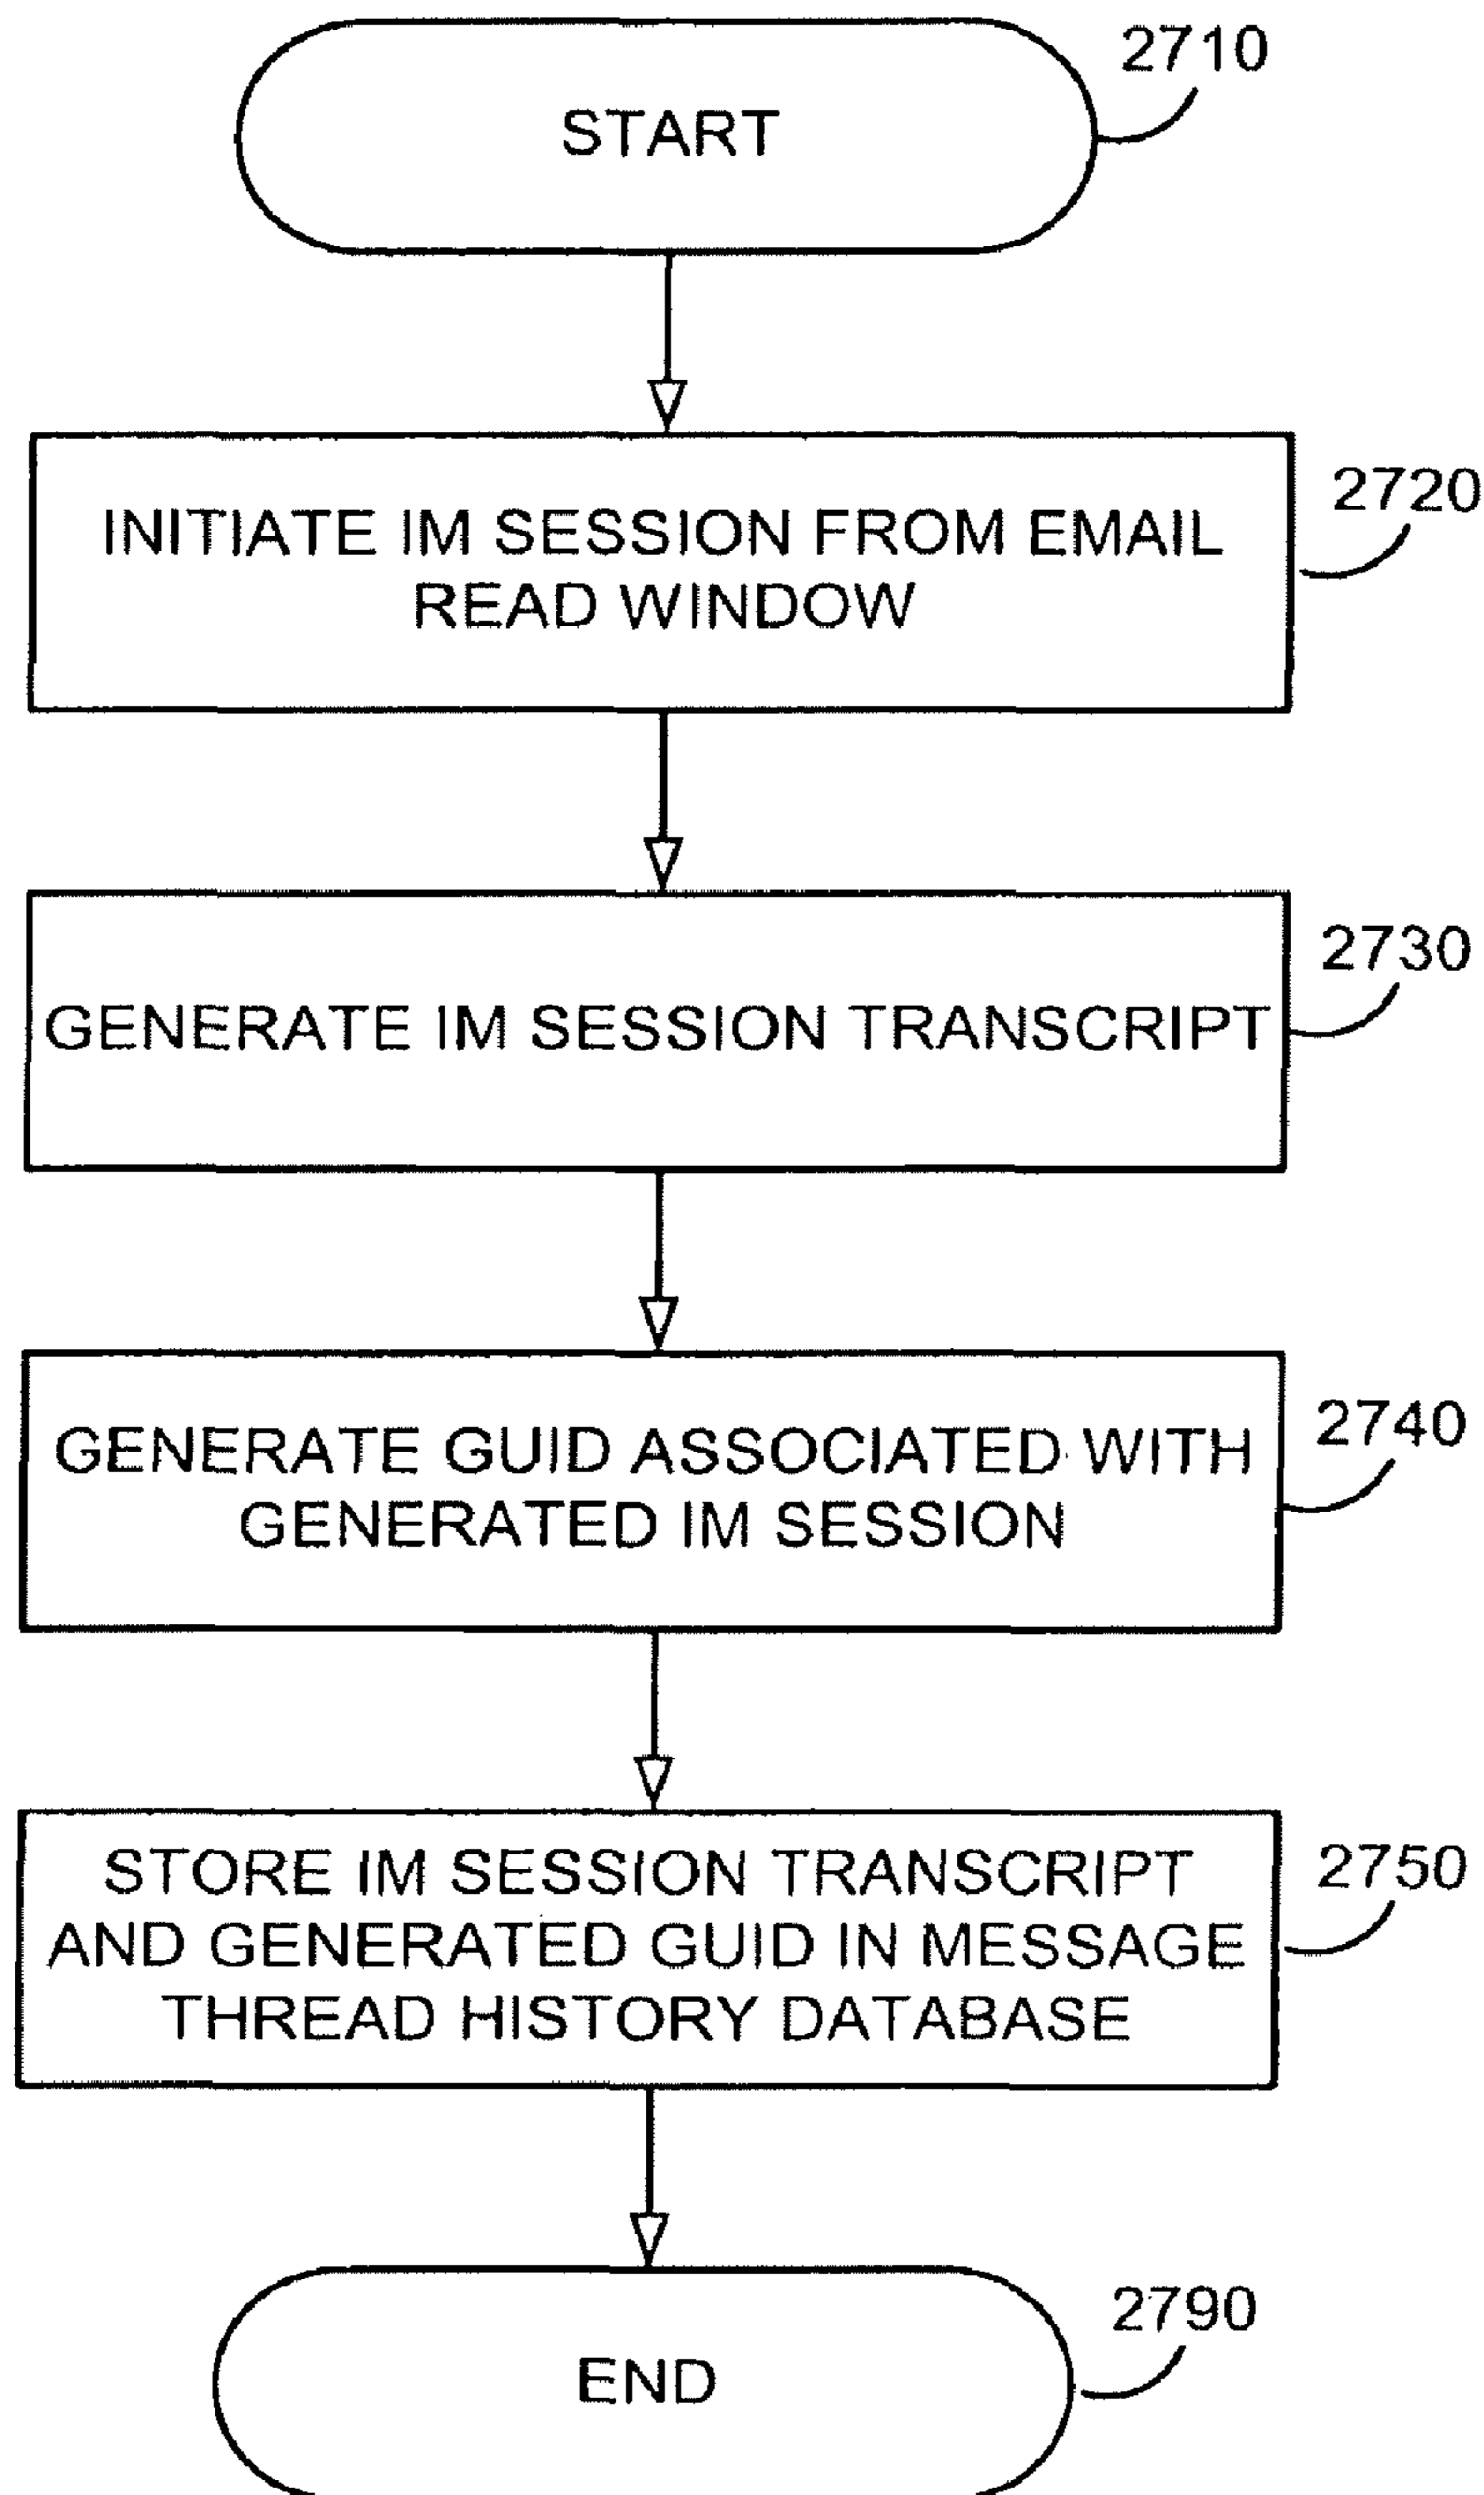 2710
START
2720
INITIATE IM SESSION FROM EMAIL
READ WINDOW
2730
GENERATE IM SESSION TRANSCRIPT
2740
GENERATE GUID ASSOCIATED WITH
GENERATED IM SESSION
2750
STORE IM SESSION TRANSCRIPT
AND GENERATED GUID IN MESSAGE
THREAD HISTORY DATABASE
2790
END